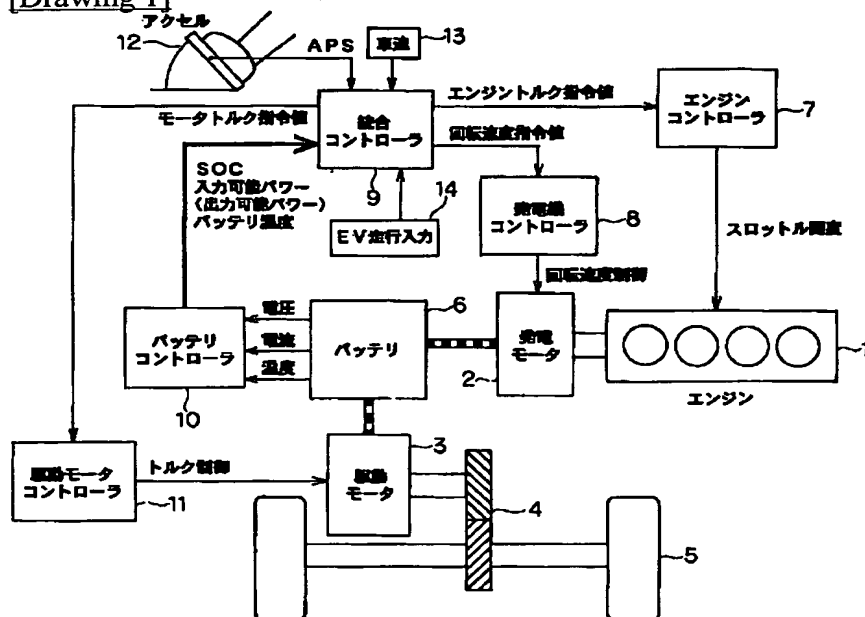 [Drawing 1]
アクセル
12
APS
車速
13
モータトルク指令値
統合
コントローラ
9
エンジントルク指令値
回転速度指令値
エンジン
コントローラ
7
SOC
入力可能パワー
(出力可能パワー)
バッテリ温度
14
EV走行入力
発電機
コントローラ
8
スロットル開度
回転速度制御
電圧
電流
温度
バッテリ
コントローラ
10
6
バッテリ
発電
モータ
2
1
エンジン
駆動モータ
コントローラ
11
トルク制御
3
駆動
モータ
4
5